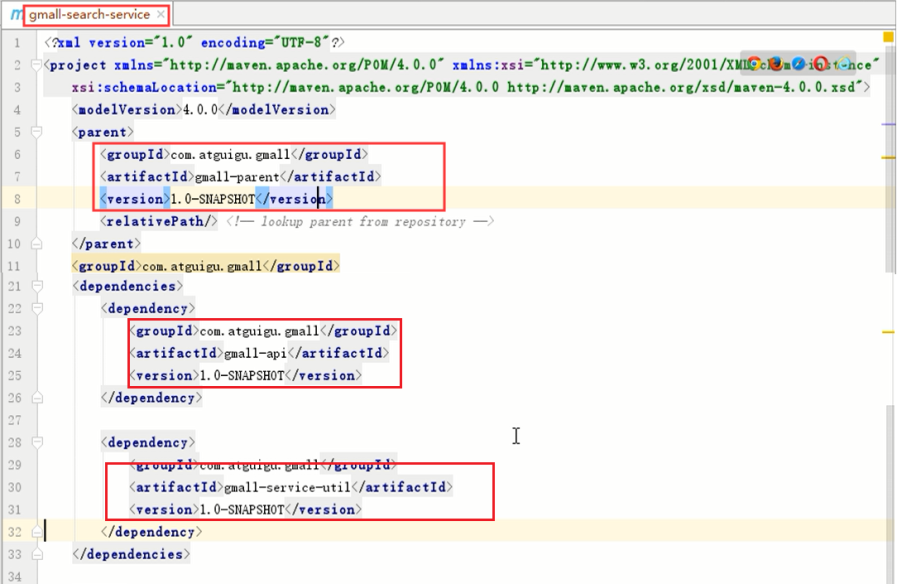 gmall-search-service
1 <?xml version="1.0" encoding="UTF-8"?>
2 <project xmlns="http://maven.apache.org/POM/4.0.0" xmlns:xsi="http://www.w3.org/2001/XMLSchema-instance"
3 xsi:schemaLocation="http://maven.apache.org/POM/4.0.0 http://maven.apache.org/xsd/maven-4.0.0.xsd">
4 <modelVersion>4.0.0</modelVersion>
5 <parent>
6 <groupId>com.atguigu.gmall</groupId>
7 <artifactId>gmall-parent</artifactId>
8 <version>1.0-SNAPSHOT</version>
9 <relativePath/> <!-- lookup parent from repository -->
10 </parent>
11 <groupId>com.atguigu.gmall</groupId>
21 <dependencies>
22 <dependency>
23 <groupId>com.atguigu.gmall</groupId>
24 <artifactId>gmall-api</artifactId>
25 <version>1.0-SNAPSHOT</version>
26 </dependency>
27
28 <dependency>
29 <groupId>com.atguigu.gmall</groupId>
30 <artifactId>gmall-service-util</artifactId>
31 <version>1.0-SNAPSHOT</version>
32 </dependency>
33 </dependencies>
34